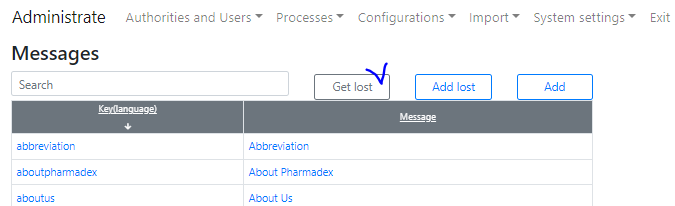 Administrate Authorities and Users Processes Configurations Import System settings Exit
Messages
Search Get lost Add lost Add
Key(language) Message
abbreviation Abbreviation
aboutpharmadex About Pharmadex
aboutus About Us